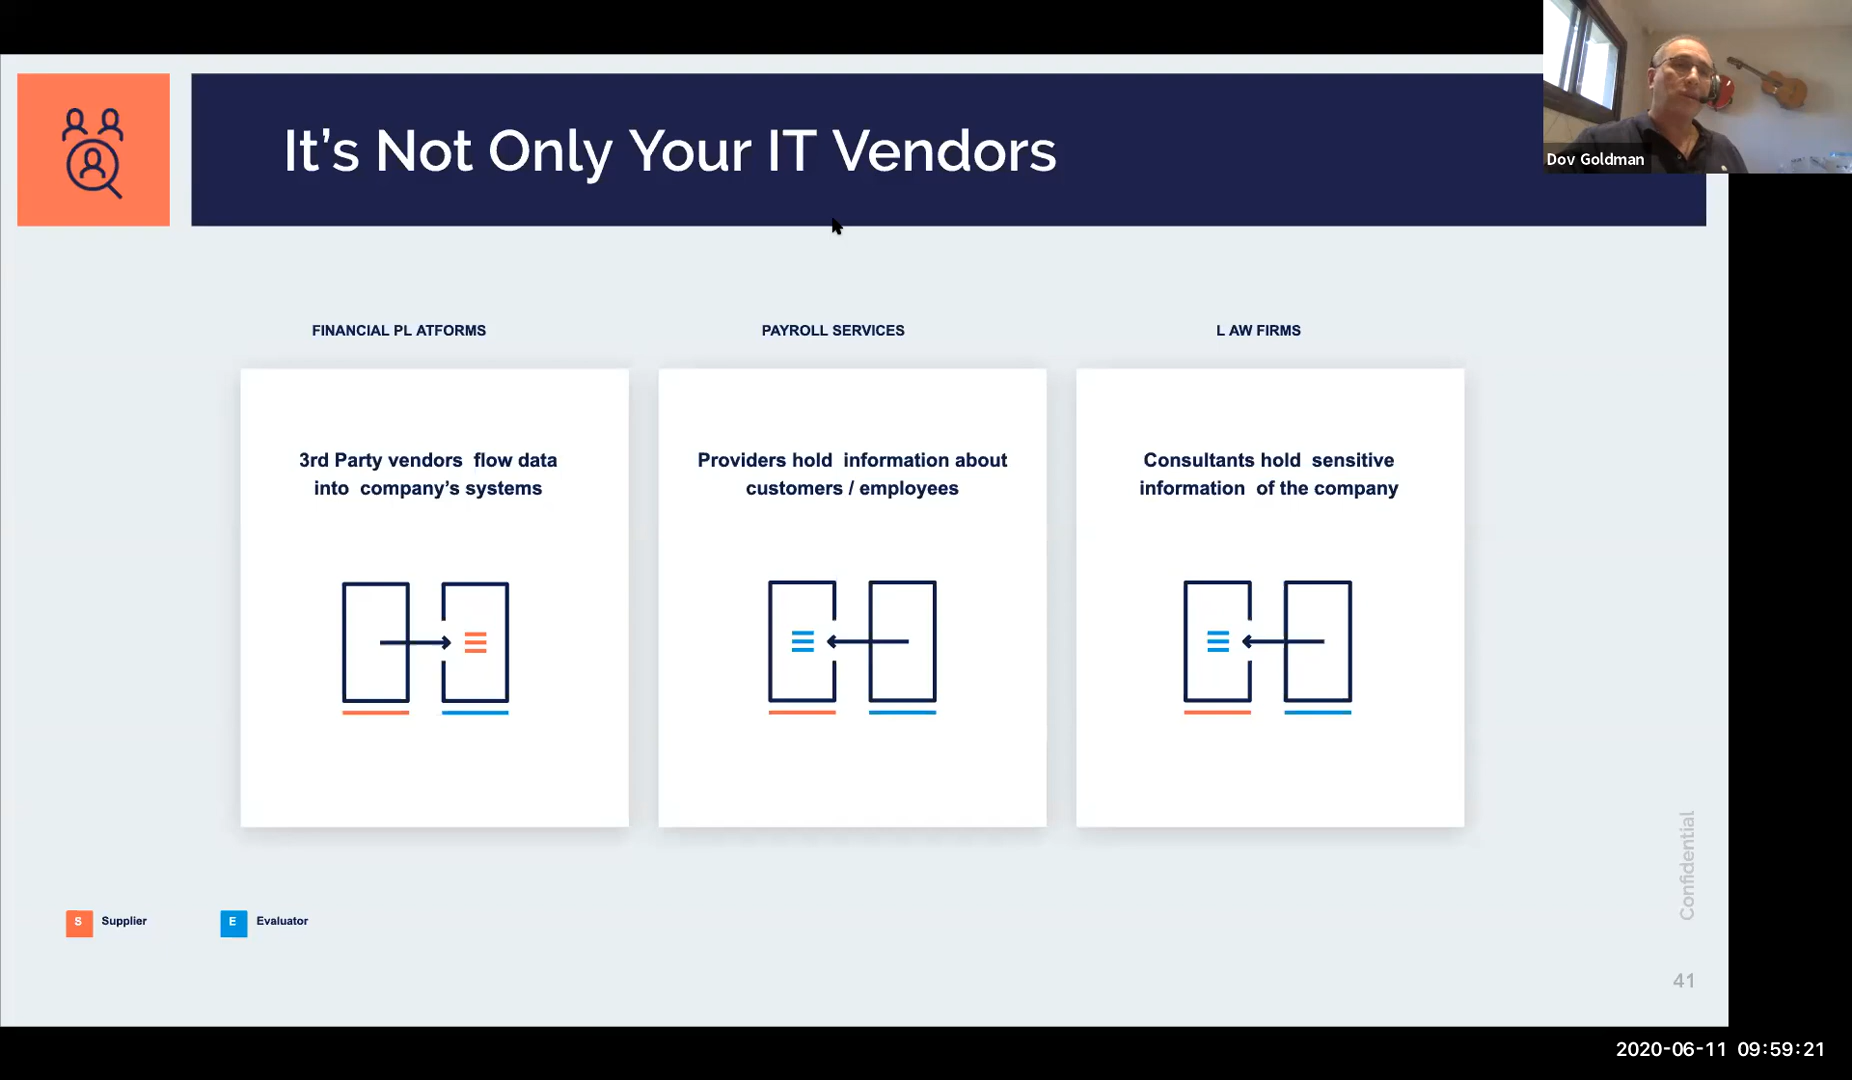 It's Not Only Your IT Vendors
Dov Goldman
FINANCIAL PL ATFORMS
PAYROLL SERVICES
L AW FIRMS
3rd Party vendors flow data
into company's systems
Providers hold information about
customers / employees
Consultants hold sensitive
information of the company
S Supplier
E Evaluator
Confidential
41
2020-06-11 09:59:21